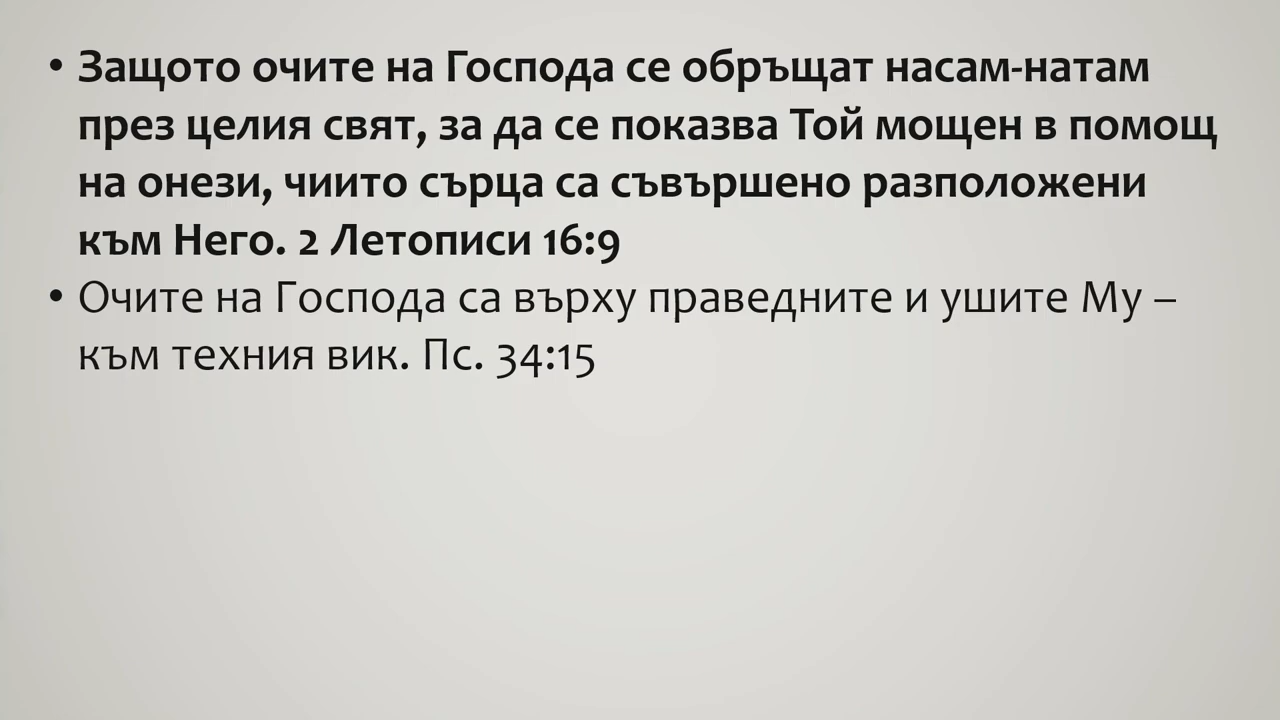 • Защото очите на Господа се обръщат насам-натам
през целия свят, за да се показва Той мощен в помощ
на онези, чиито сърца са съвършено разположени
към Него. 2 Летописи 16:9
• Очите на Господа са върху праведните и ушите Му –
към техния вик. Пс. 34:15